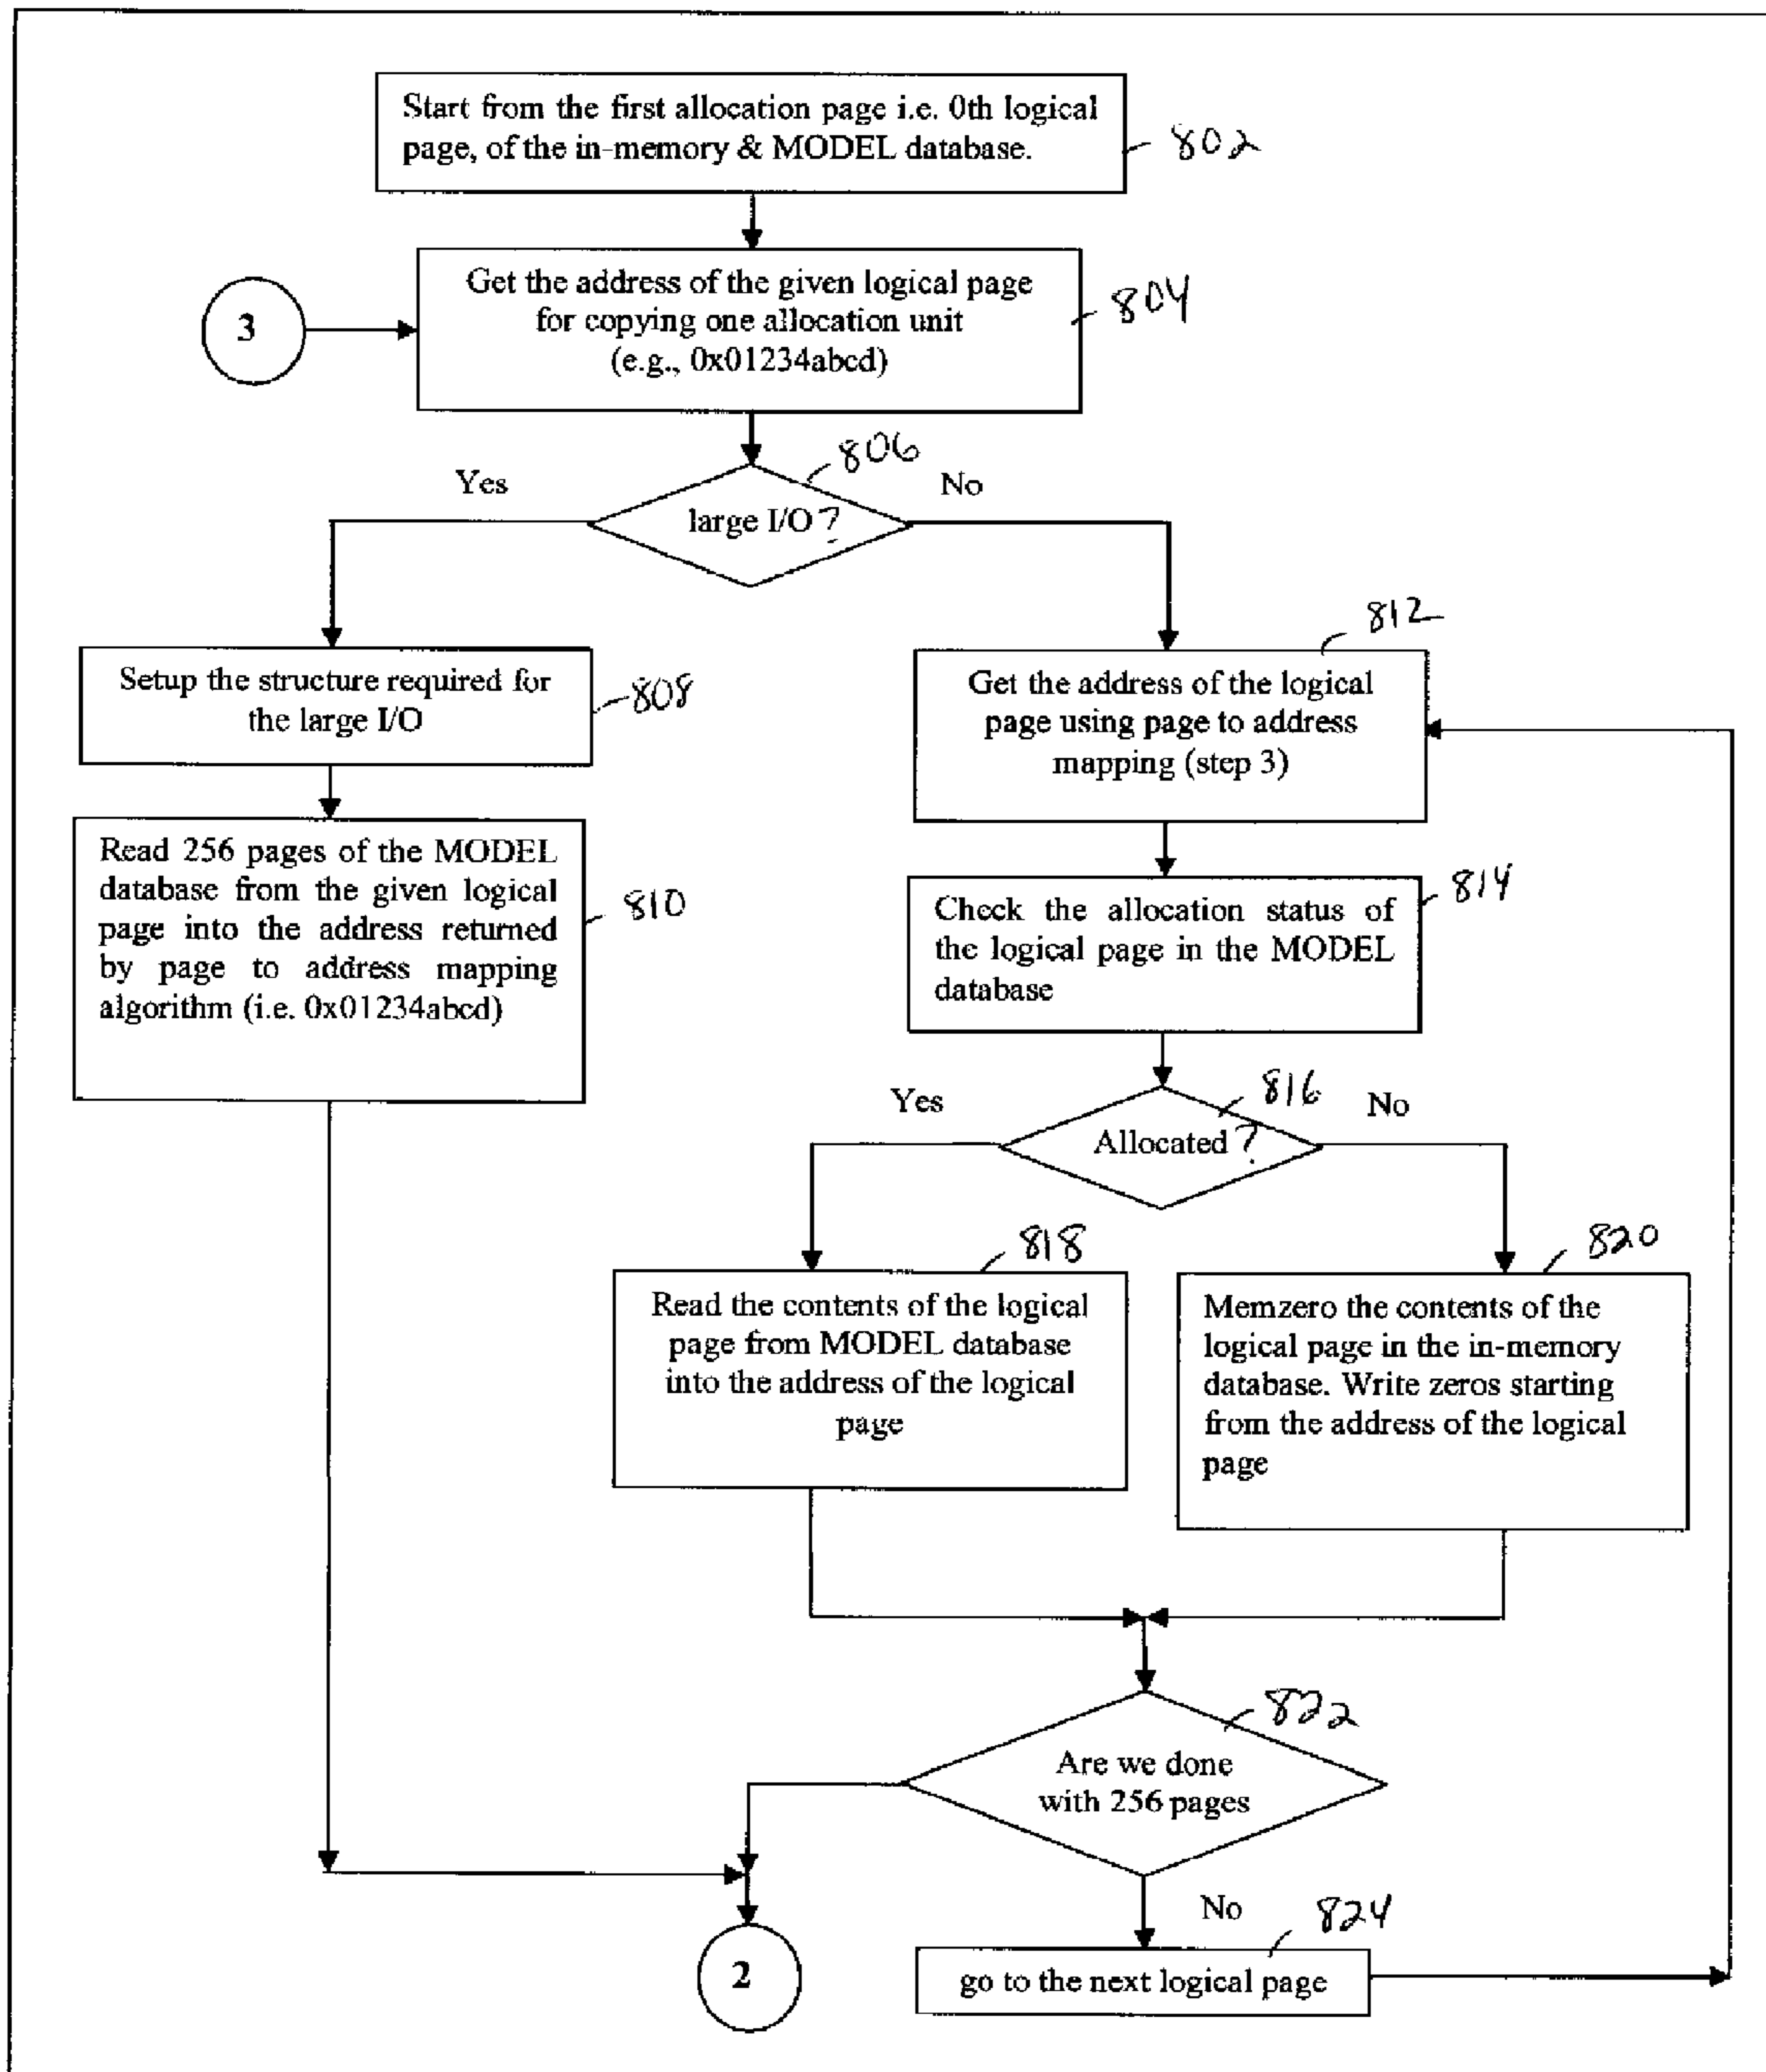 Start from the first allocation page i.e. 0th logical
page, of the in-memory & MODEL database.
802
Get the address of the given logical page
for copying one allocation unit
(e.g., 0x01234abcd)
804
3
806
Yes
No
large I/O ?
Setup the structure required for
the large I/O
808
812
Get the address of the logical
page using page to address
mapping (step 3)
Read 256 pages of the MODEL
database from the given logical
page into the address returned
by page to address mapping
algorithm (i.e. 0x01234abcd)
810
Check the allocation status of
the logical page in the MODEL
database
814
816
Yes
No
Allocated ?
818
Read the contents of the logical
page from MODEL database
into the address of the logical
page
820
Memzero the contents of the
logical page in the in-memory
database. Write zeros starting
from the address of the logical
page
822
Are we done
with 256 pages
No
824
2
go to the next logical page